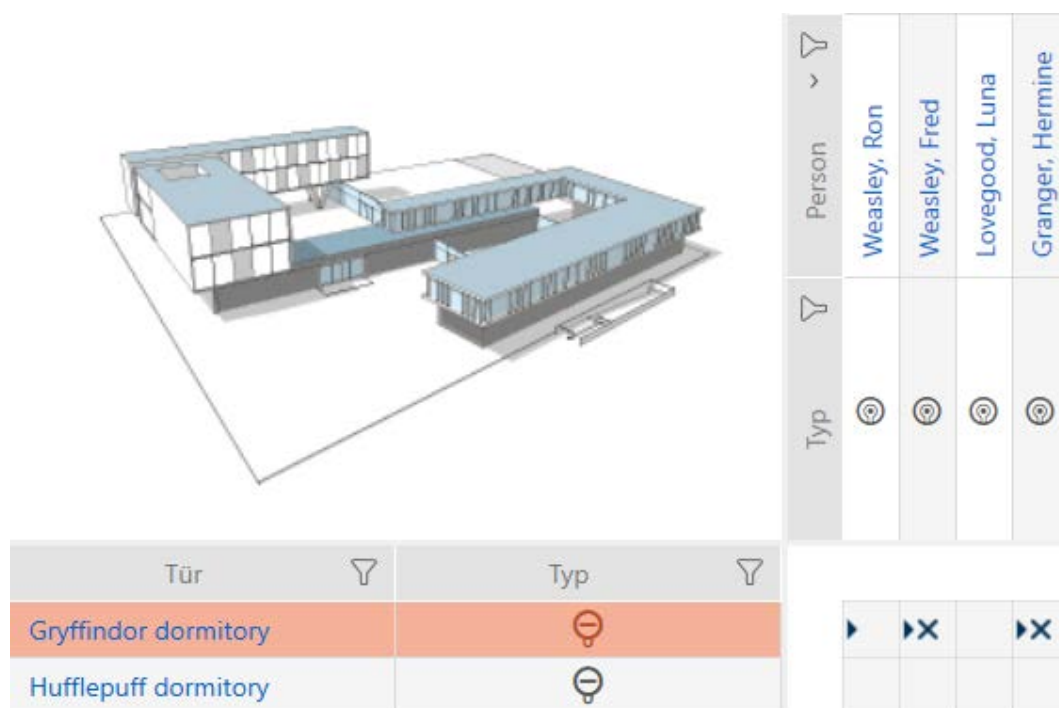 Person
Weasley, Ron
Weasley, Fred
Lovegood, Luna
Granger, Hermine
Typ
Tür
Typ
Gryffindor dormitory
Hufflepuff dormitory